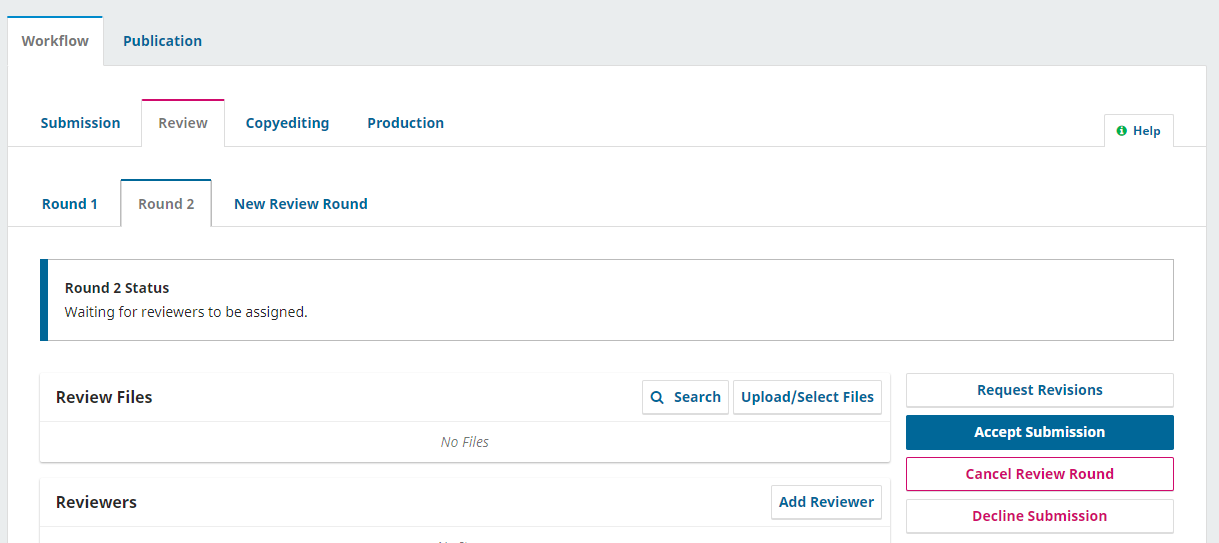 Workflow
Publication
Submission
Review
Copyediting
Production
Help
Round 1
Round 2
New Review Round
Round 2 Status
Waiting for reviewers to be assigned.
Review Files
Search
Upload/Select Files
No Files
Request Revisions
Accept Submission
Cancel Review Round
Decline Submission
Reviewers
Add Reviewer